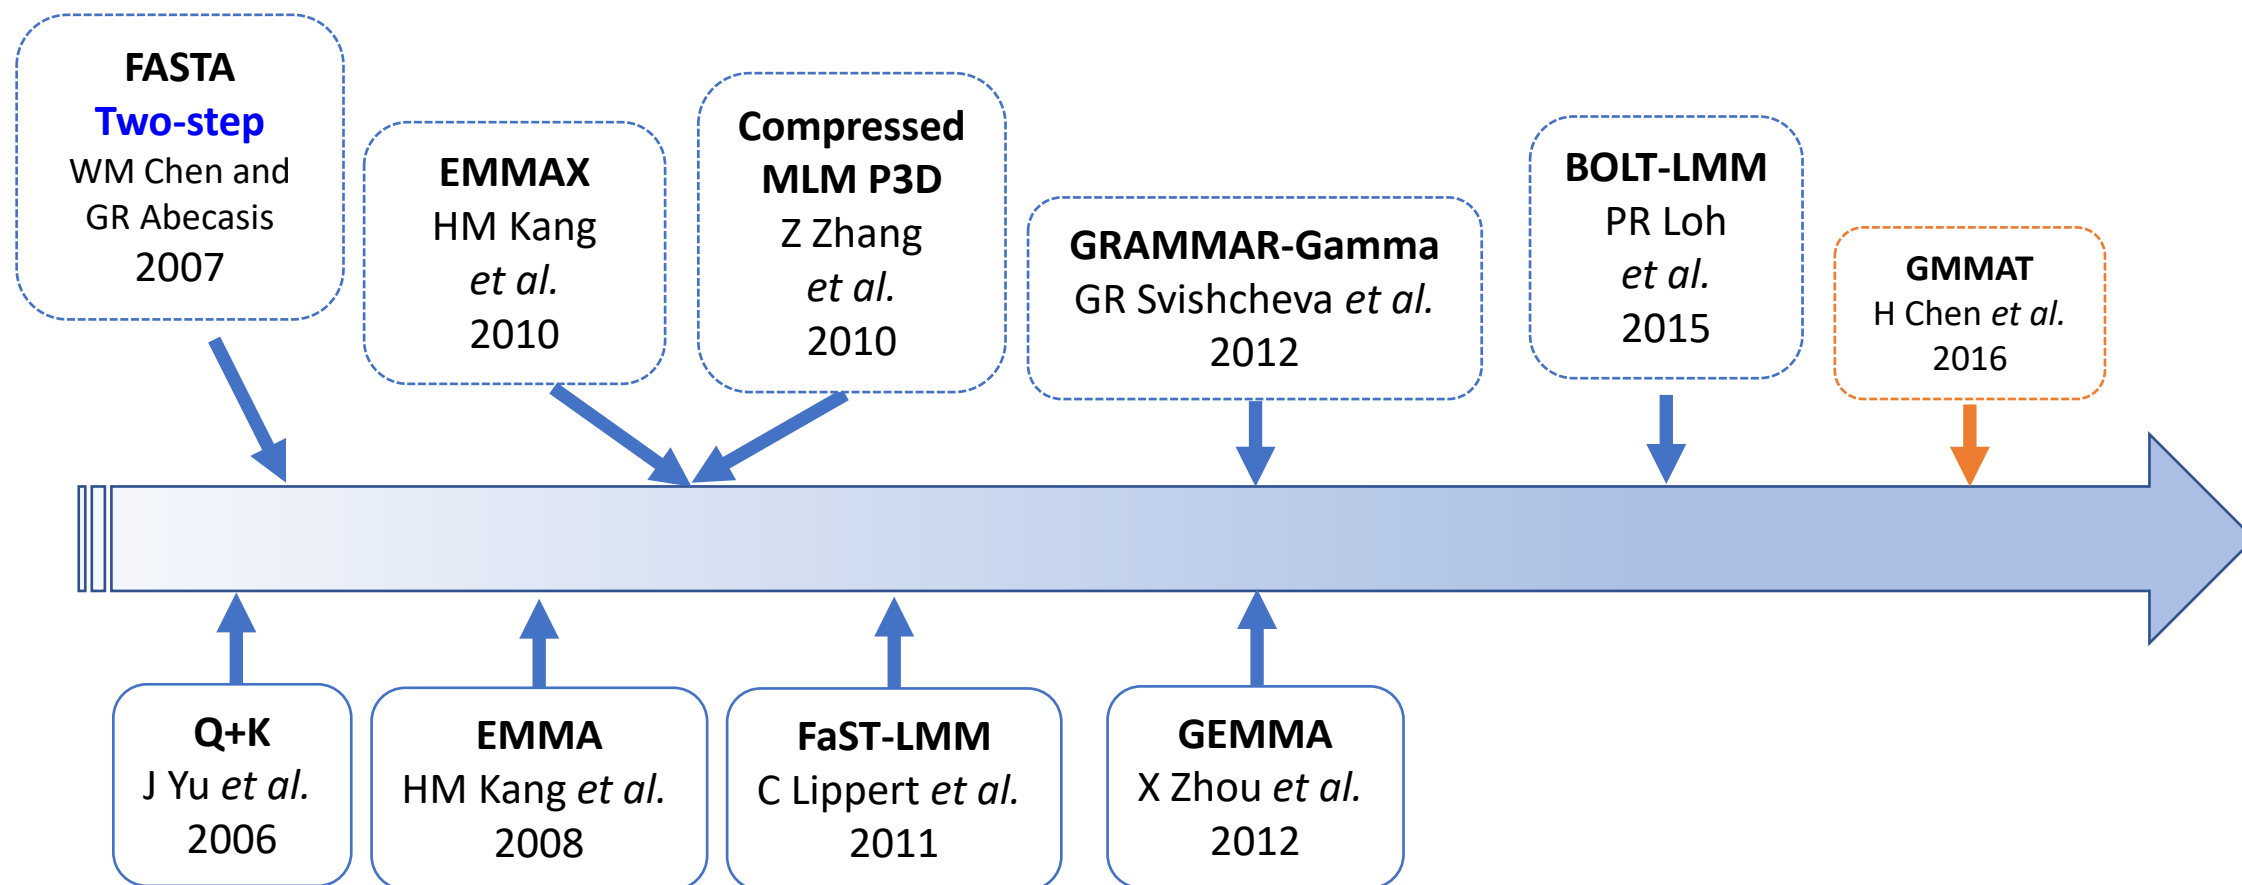 FASTA
Two-step
WM Chen and
GR Abecasis
2007
EMMAX
HM Kang
et al.
2010
Compressed
MLM P3D
Z Zhang
et al.
2010
GRAMMAR-Gamma
GR Svishcheva et al.
2012
BOLT-LMM
PR Loh
et al.
2015
GMMAT
H Chen et al.
2016
Q+K
J Yu et al.
2006
EMMA
HM Kang et al.
2008
FaST-LMM
C Lippert et al.
2011
GEMMA
X Zhou et al.
2012